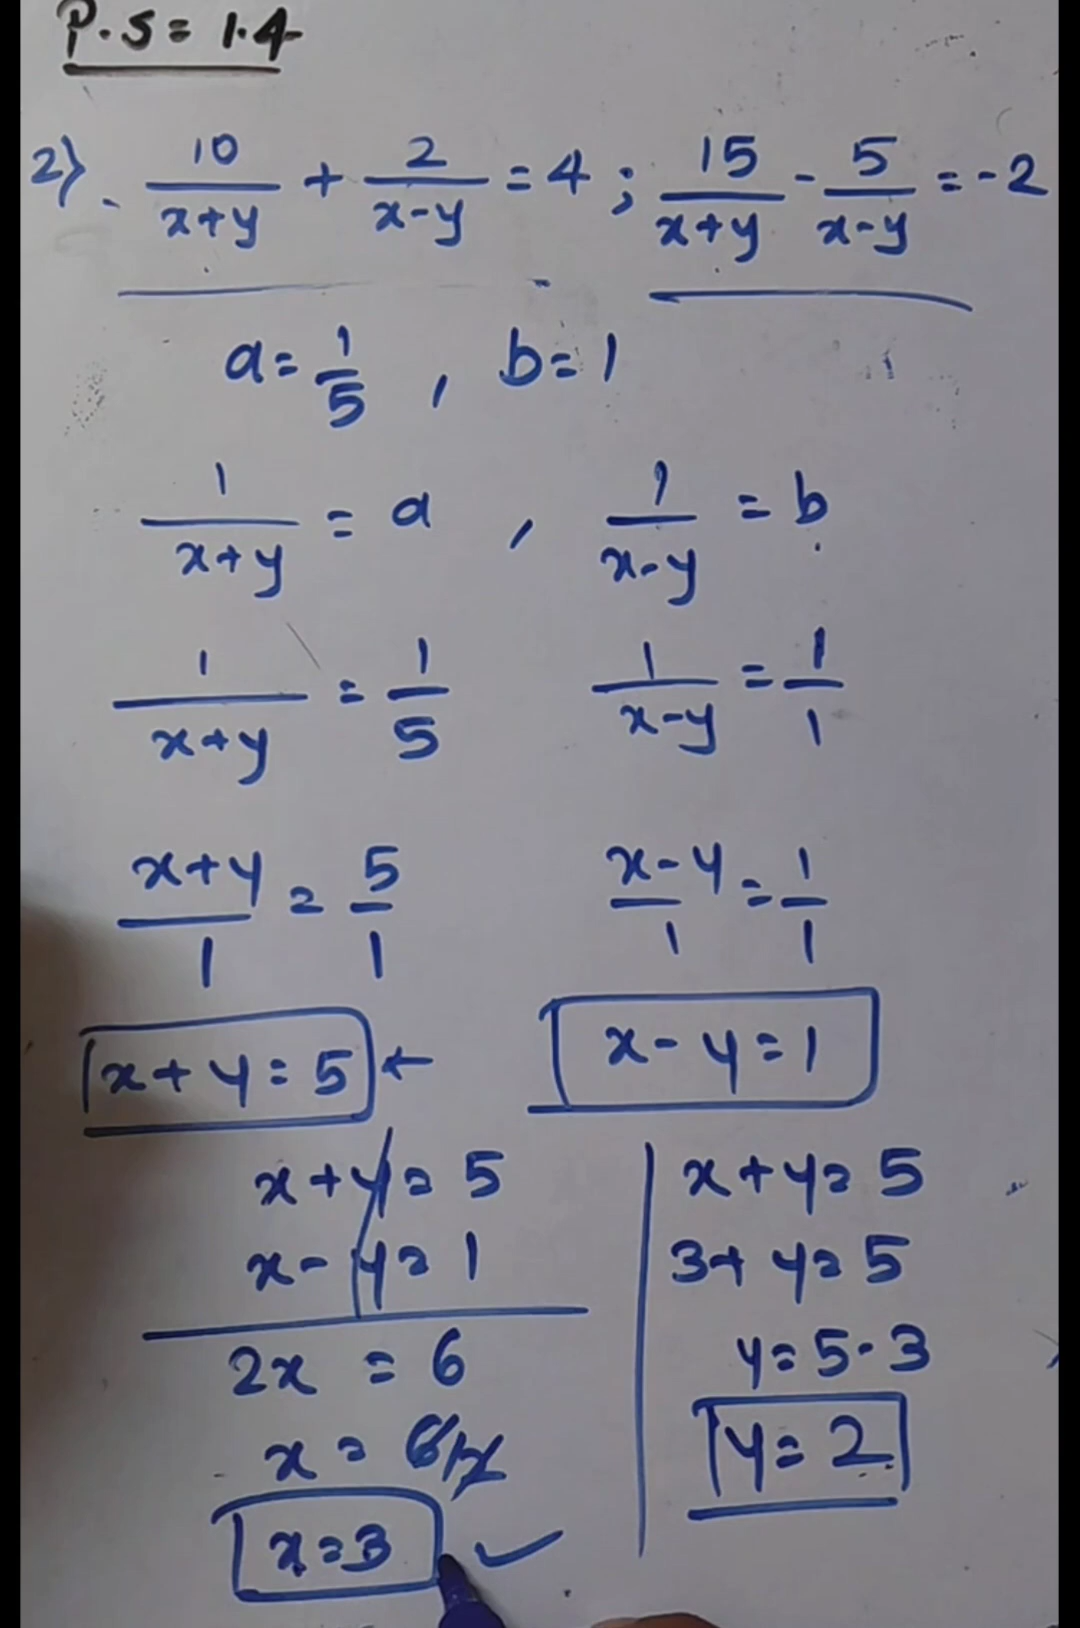 P.S = 1.4
2). 10/(x+y) + 2/(x-y) = 4 ; 15/(x+y) - 5/(x-y) = -2
a = 1/5 , b = 1
1/(x+y) = a , 1/(x-y) = b
1/(x+y) = 1/5    1/(x-y) = 1/1
(x+y)/1 = 5/1    (x-y)/1 = 1/1
x + y = 5 ←    x - y = 1
x + y = 5
x - y = 1
2x = 6
x = 6/2
x = 3 ✓
x + y = 5
3 + y = 5
y = 5 - 3
y = 2